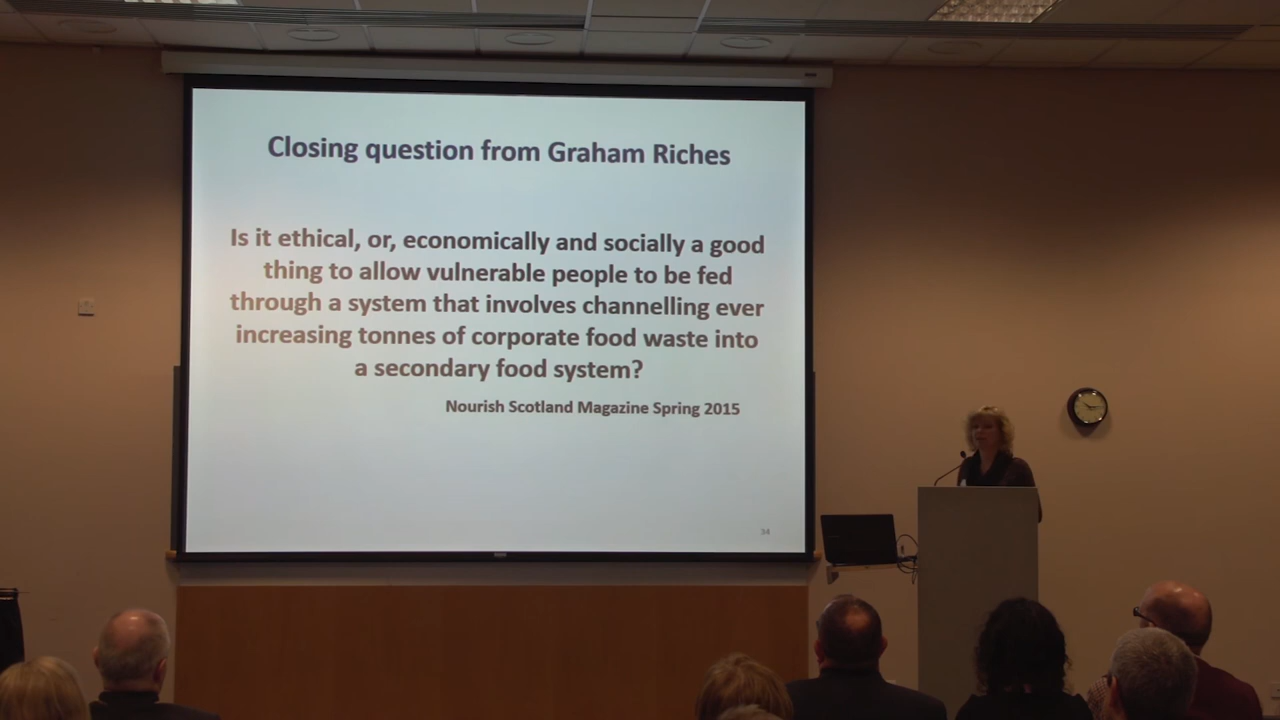 Closing question from Graham Riches
Is it ethical, or, economically and socially a good
thing to allow vulnerable people to be fed
through a system that involves channelling ever
increasing tonnes of corporate food waste into
a secondary food system?
Nourish Scotland Magazine Spring 2015
34